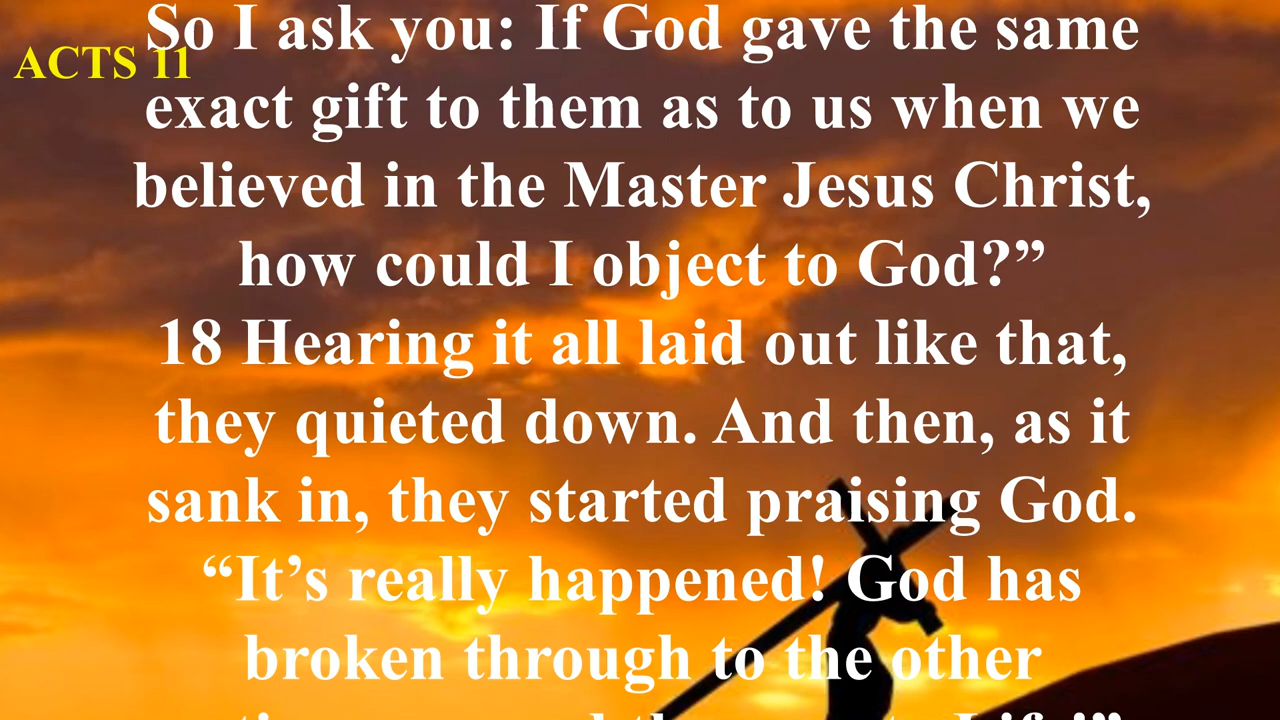 So I ask you: If God gave the same
ACTS 11
exact gift to them as to us when we
believed in the Master Jesus Christ,
how could I object to God?”
18 Hearing it all laid out like that,
they quieted down. And then, as it
sank in, they started praising God.
“It’s really happened! God has
broken through to the other